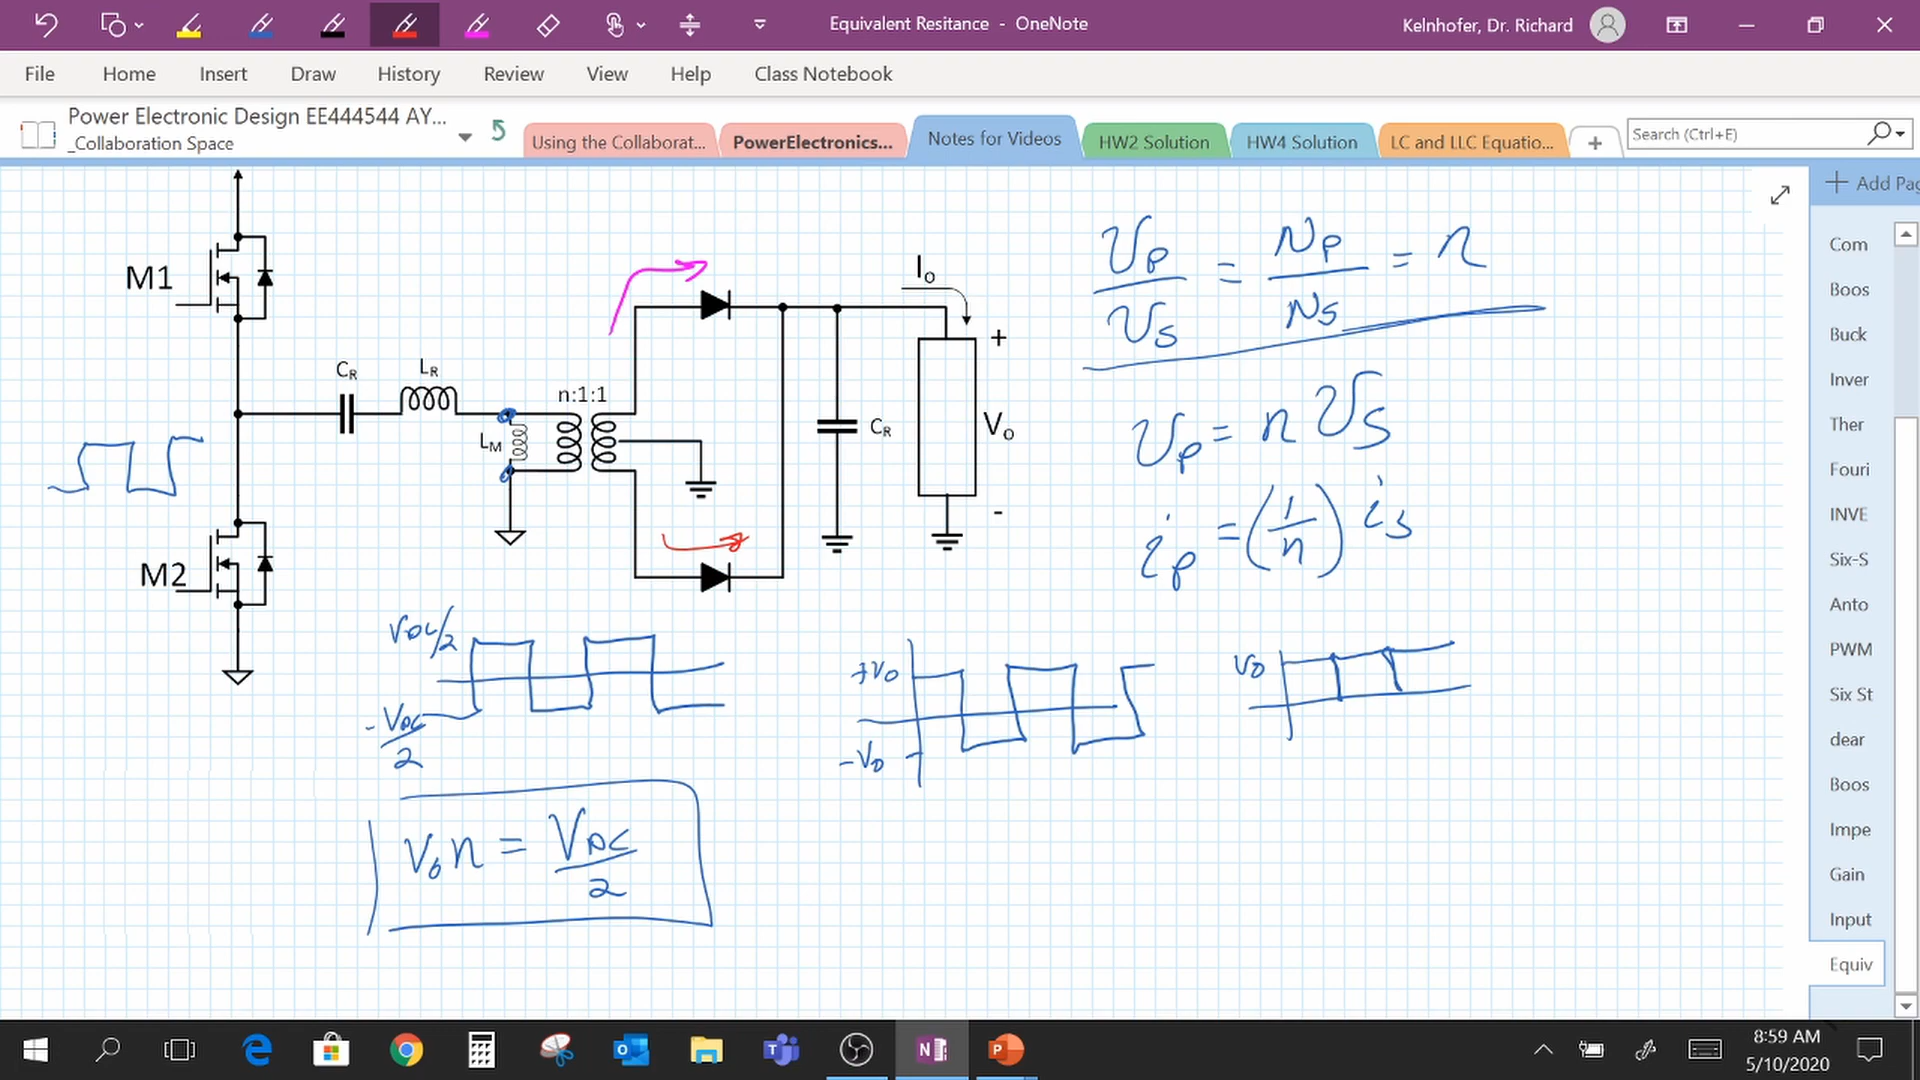 Equivalent Resitance - OneNote
Kelnhofer, Dr. Richard
File Home Insert Draw History Review View Help Class Notebook
Power Electronic Design EE444544 AY...
_Collaboration Space
Using the Collaborat...
PowerElectronics...
Notes for Videos
HW2 Solution
HW4 Solution
LC and LLC Equatio...
+
Search (Ctrl+E)
M1
M2
CR
LR
LM
n:1:1
Io
+
Vo
-
CR
Vp/Vs = Np/Ns = n
Vp = n Vs
ip = (1/n) is
VDC/2
-VDC/2
+Vo
-Vo
Vo
Vo n = VDC/2
Add Pag
Com
Boos
Buck
Inver
Ther
Fouri
INVE
Six-S
Anto
PWM
Six St
dear
Boos
Impe
Gain
Input
Equiv
8:59 AM
5/10/2020